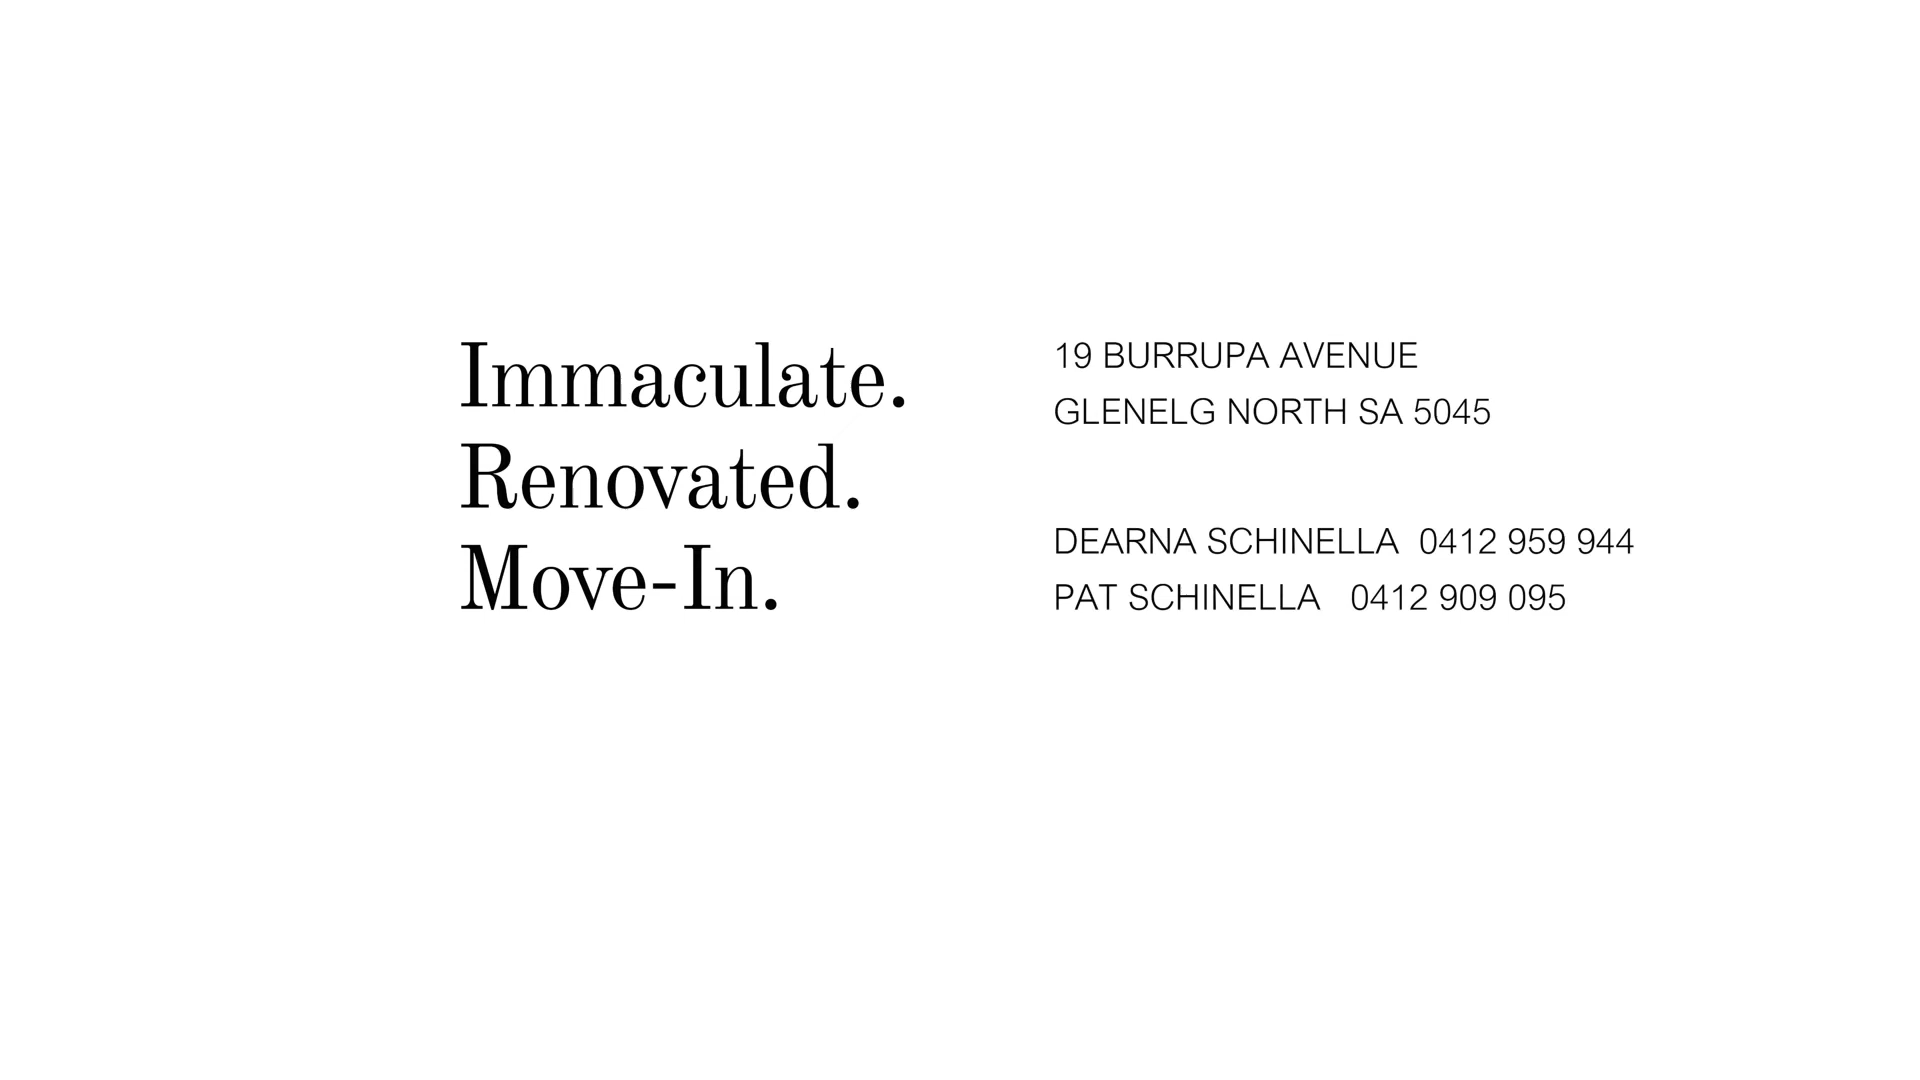 Immaculate.
Renovated.
Move-In.
19 BURRUPA AVENUE
GLENELG NORTH SA 5045
DEARNA SCHINELLA 0412 959 944
PAT SCHINELLA 0412 909 095